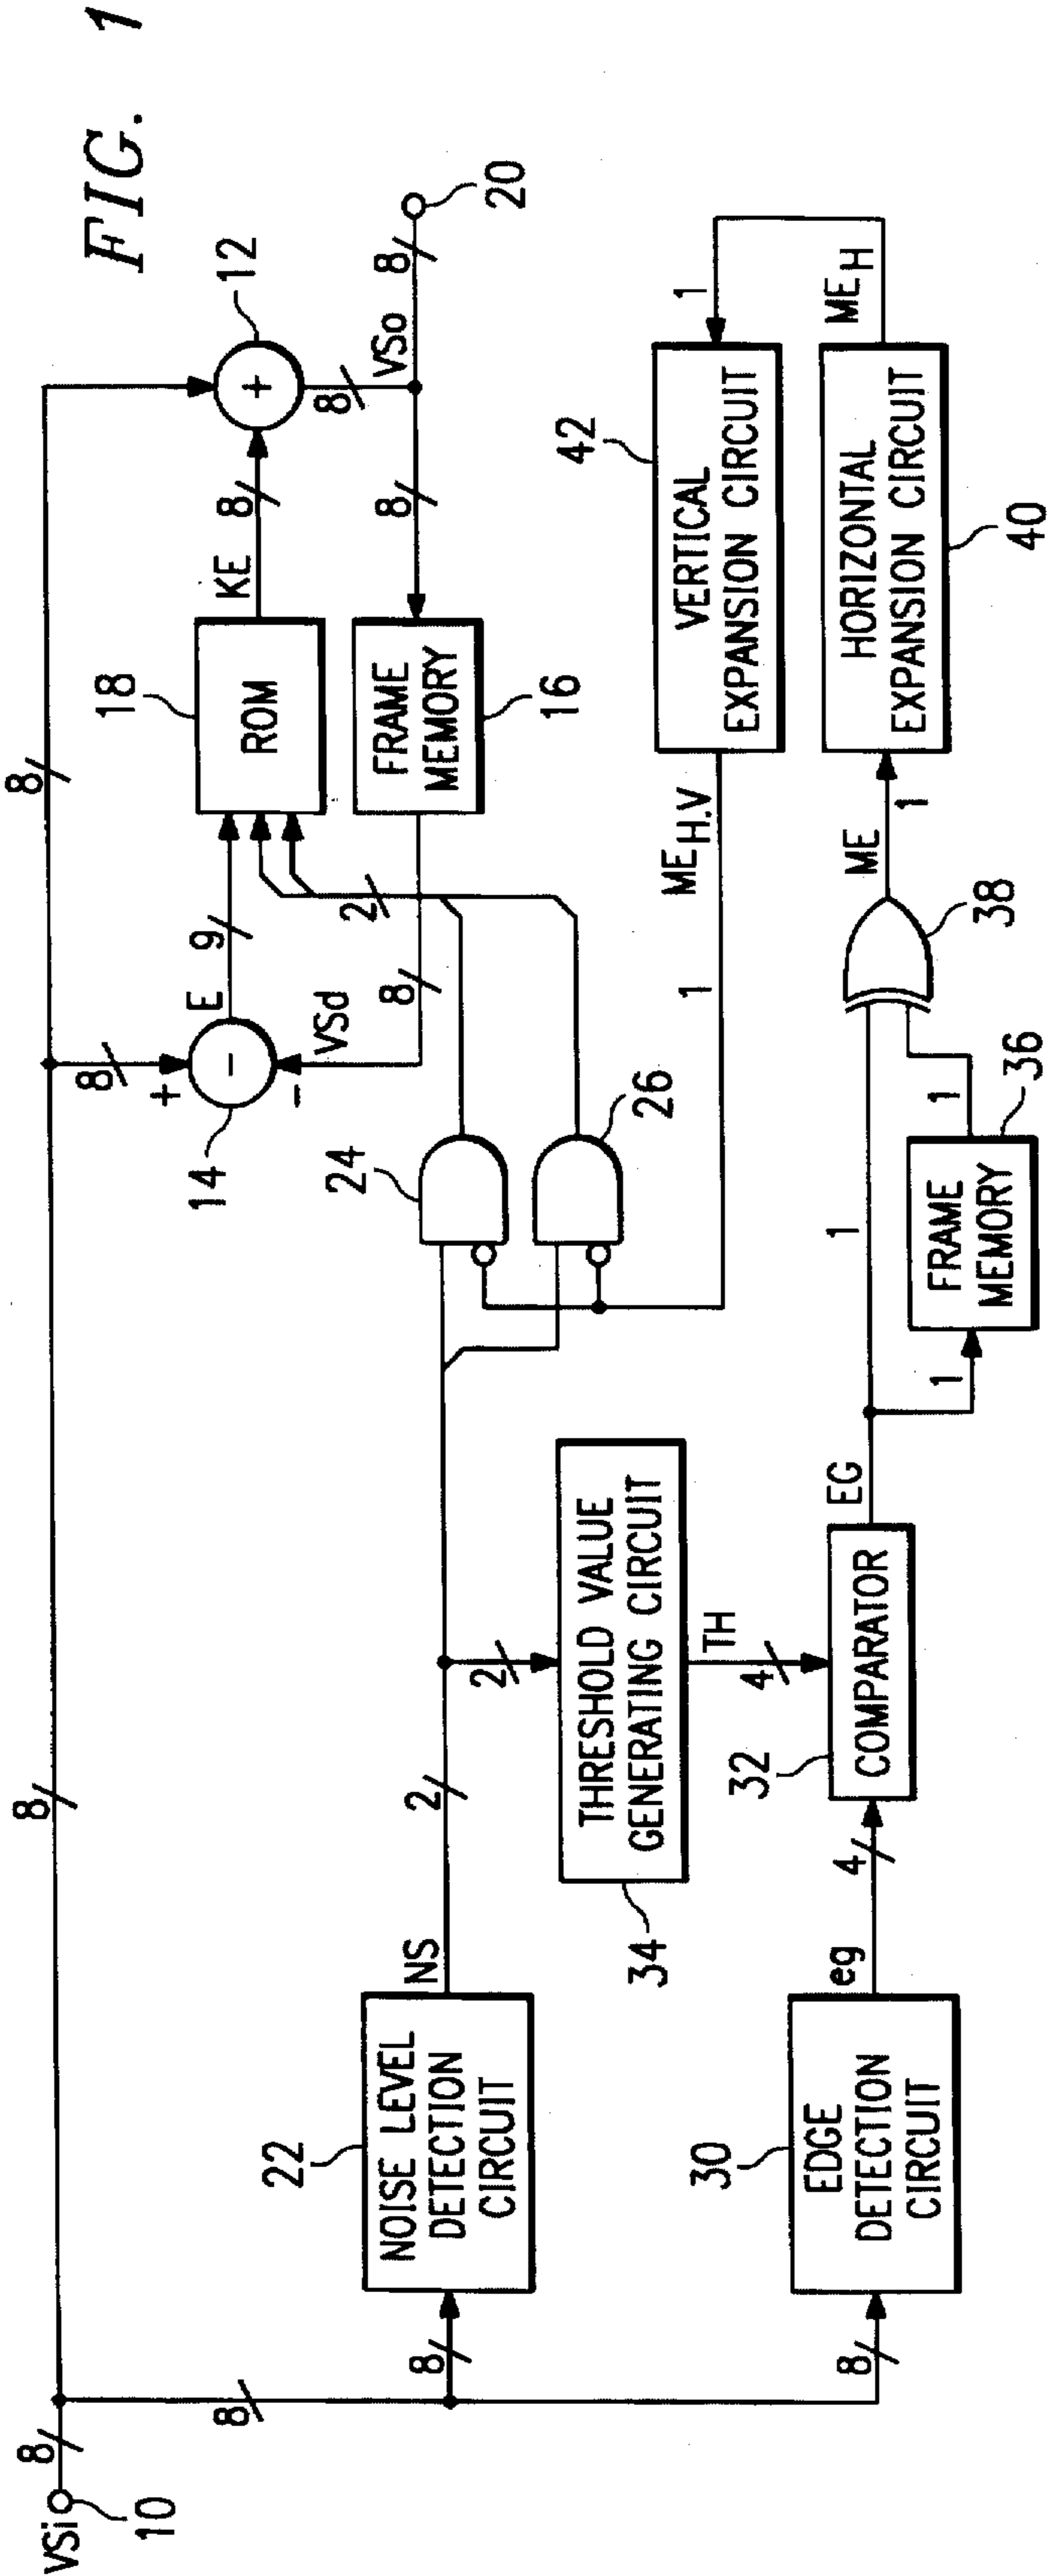 FIG. 1
VSi
10
8
8
8
8
8
8
8
+
-
-
14
E
9
VSd
8
2
18
ROM
KE
8
+
12
8
VSo
8
20
8
FRAME
MEMORY
16
22
NOISE LEVEL
DETECTION
CIRCUIT
NS
2
2
24
26
34
THRESHOLD VALUE
GENERATING CIRCUIT
TH
4
1
ME H.V
42
VERTICAL
EXPANSION CIRCUIT
1
30
EDGE
DETECTION
CIRCUIT
eg
4
32
COMPARATOR
EG
1
1
FRAME
MEMORY
36
1
38
ME
1
HORIZONTAL
EXPANSION CIRCUIT
40
ME H